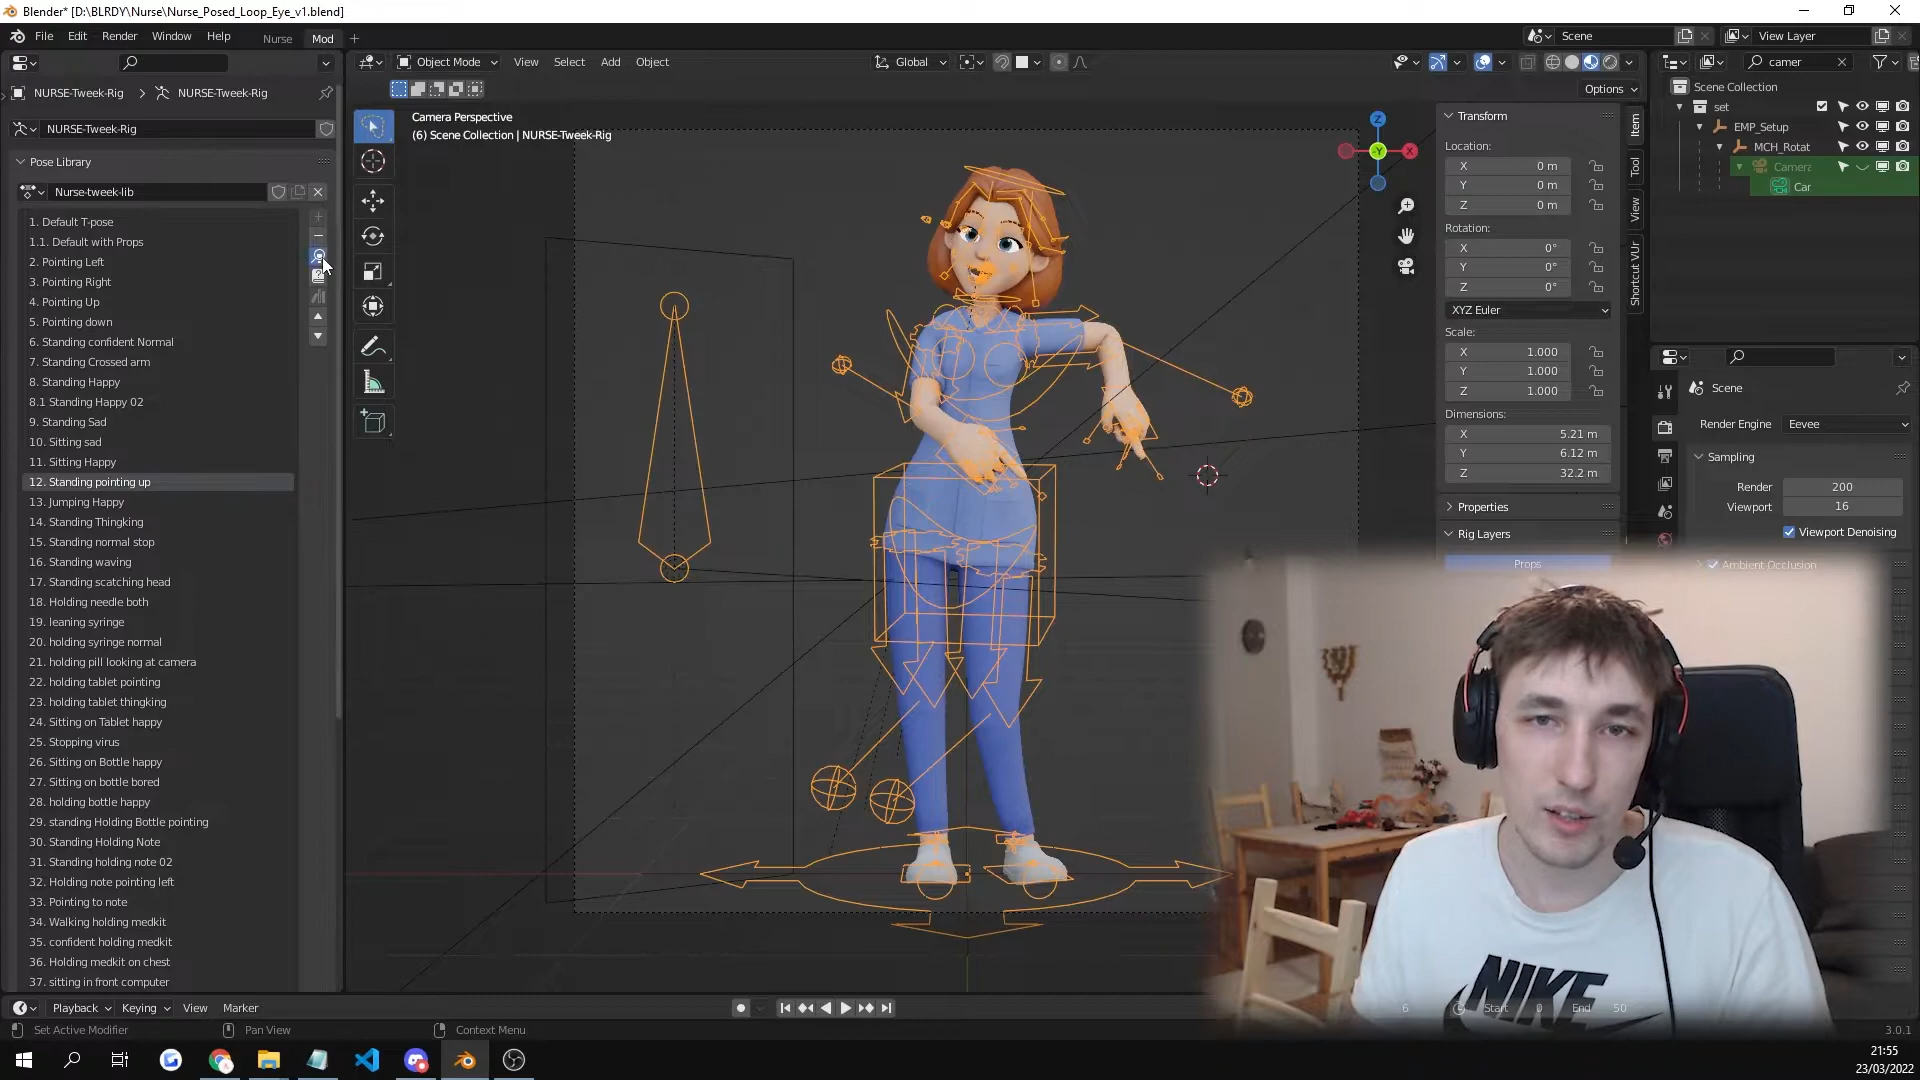 Blender* [D:\BLRDY\Nurse\Nurse_Posed_Loop_Eye_v1.blend]
File Edit Render Window Help Nurse Mod
Scene
View Layer
Object Mode View Select Add Object
Global
camer
Options
NURSE-Tweek-Rig > NURSE-Tweek-Rig
NURSE-Tweek-Rig
Pose Library
Nurse-tweek-lib
1. Default T-pose
1.1. Default with Props
2. Pointing Left
3. Pointing Right
4. Pointing Up
5. Pointing down
6. Standing confident Normal
7. Standing Crossed arm
8. Standing Happy
8.1 Standing Happy 02
9. Standing Sad
10. Sitting sad
11. Sitting Happy
12. Standing pointing up
13. Jumping Happy
14. Standing Thingking
15. Standing normal stop
16. Standing waving
17. Standing scatching head
18. Holding needle both
19. leaning syringe
20. holding syringe normal
21. holding pill looking at camera
22. holding tablet pointing
23. holding tablet thingking
24. Sitting on Tablet happy
25. Stopping virus
26. Sitting on Bottle happy
27. Sitting on bottle bored
28. holding bottle happy
29. standing Holding Bottle pointing
30. Standing Holding Note
31. Standing holding note 02
32. Holding note pointing left
33. Pointing to note
34. Walking holding medkit
35. confident holding medkit
36. Holding medkit on chest
37. sitting in front computer
Camera Perspective
(6) Scene Collection | NURSE-Tweek-Rig
Z
-Y
X
Transform
Location:
X 0 m
Y 0 m
Z 0 m
Rotation:
X 0°
Y 0°
Z 0°
XYZ Euler
Scale:
X 1.000
Y 1.000
Z 1.000
Dimensions:
X 5.21 m
Y 6.12 m
Z 32.2 m
Properties
Rig Layers
Props
Item
Tool
View
Shortcut VUr
Scene Collection
set
EMP_Setup
MCH_Rotat
Camera
Car
Scene
Render Engine Eevee
Sampling
Render 200
Viewport 16
Viewport Denoising
Ambient Occlusion
NIKE
Playback Keying View Marker
6 Start 0 End 50
Set Active Modifier Pan View Context Menu
3.0.1
21:55
23/03/2022